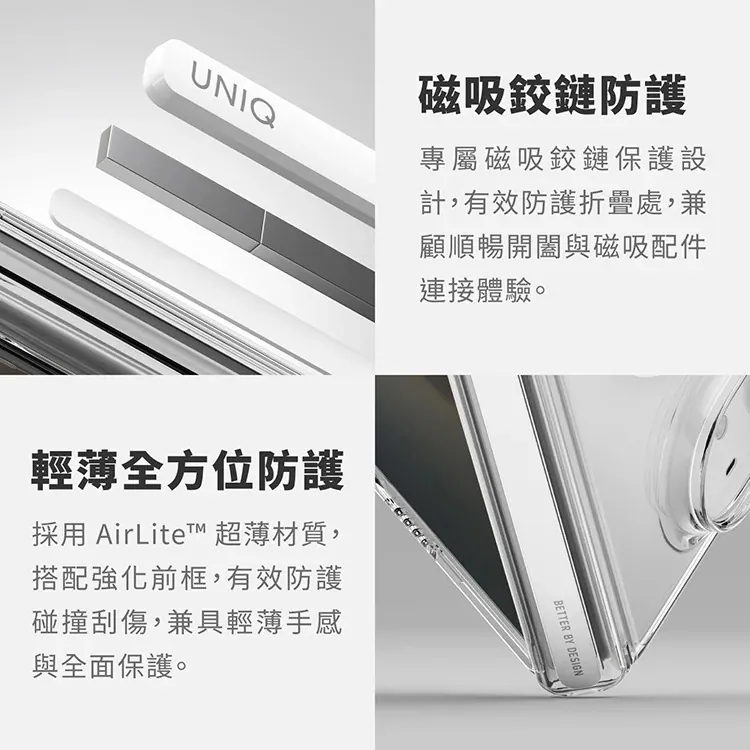 UNIQ
磁吸鉸鏈防護
專屬磁吸鉸鏈保護設
計，有效防護折疊處，兼
顧順暢開闔與磁吸配件
連接體驗。
輕薄全方位防護
採用 AirLite™ 超薄材質，
搭配強化前框，有效防護
碰撞刮傷，兼具輕薄手感
與全面保護。
BETTER BY DESIGN